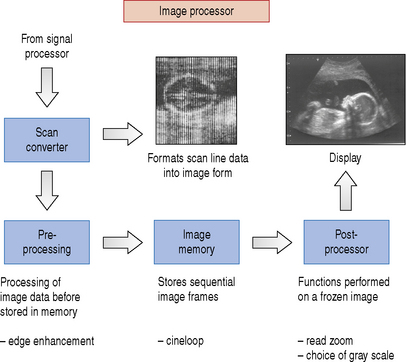 Image processor
From signal
processor
Scan
converter
Formats scan line data
into image form
Display
Pre-
processing
Image
memory
Post-
processor
Processing of
image data before
stored in memory
– edge enhancement
Stores sequential
image frames
– cineloop
Functions performed
on a frozen image
– read zoom
– choice of gray scale